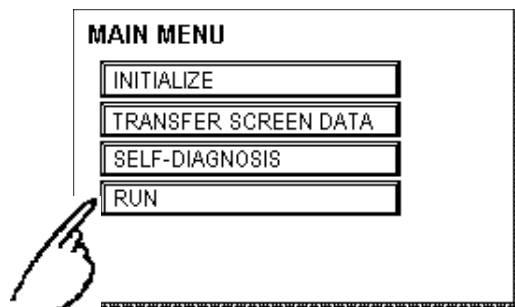 MAIN MENU
INITIALIZE
TRANSFER SCREEN DATA
SELF-DIAGNOSIS
RUN